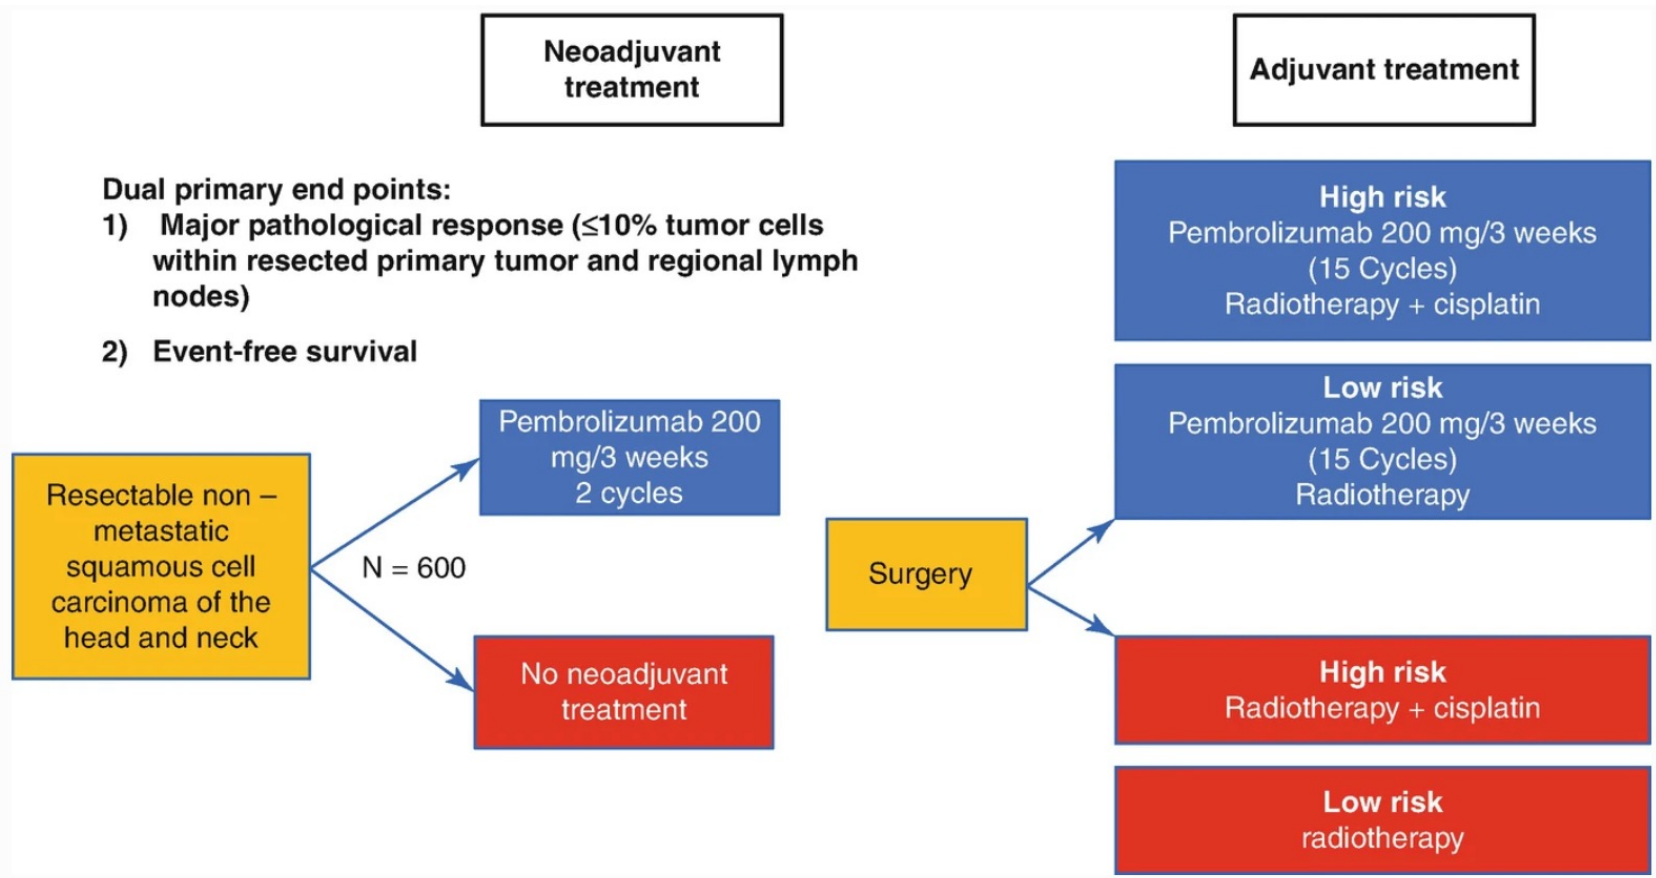 Neoadjuvant
treatment
Adjuvant treatment
Dual primary end points:
1) Major pathological response (≤10% tumor cells
within resected primary tumor and regional lymph
nodes)
2) Event-free survival
Resectable non –
metastatic
squamous cell
carcinoma of the
head and neck
N = 600
Pembrolizumab 200
mg/3 weeks
2 cycles
No neoadjuvant
treatment
Surgery
High risk
Pembrolizumab 200 mg/3 weeks
(15 Cycles)
Radiotherapy + cisplatin
Low risk
Pembrolizumab 200 mg/3 weeks
(15 Cycles)
Radiotherapy
High risk
Radiotherapy + cisplatin
Low risk
radiotherapy